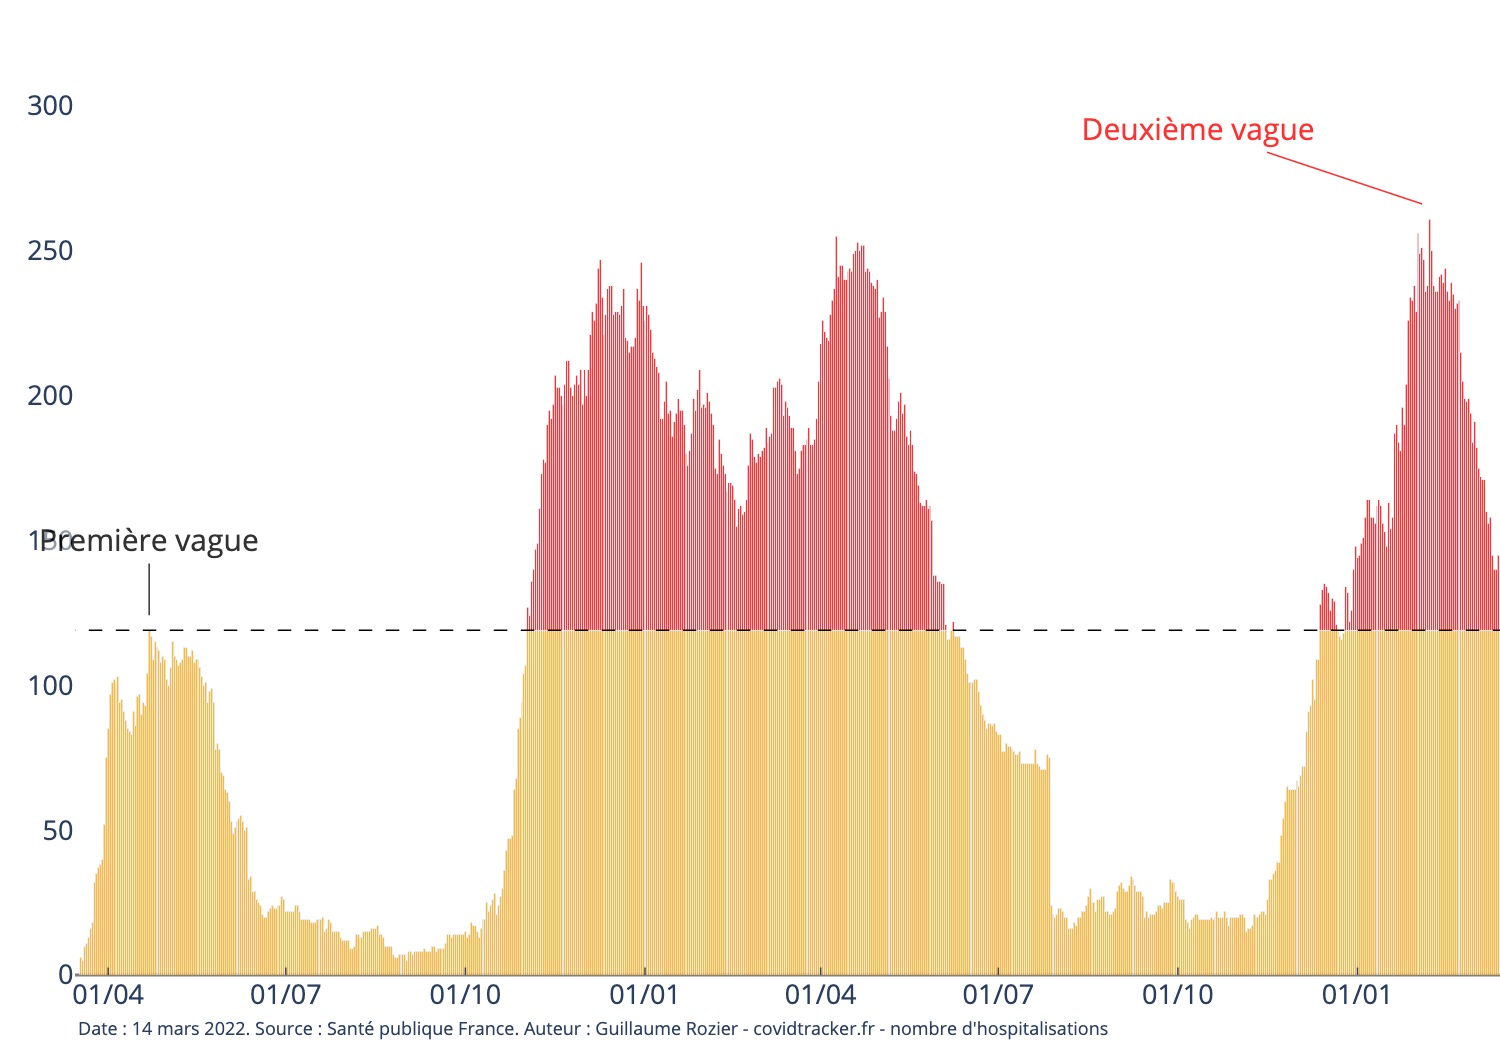 300
Deuxième vague
250
200
150
Première vague
100
50
0
01/04 01/07 01/10 01/01 01/04 01/07 01/10 01/01
Date : 14 mars 2022. Source : Santé publique France. Auteur : Guillaume Rozier - covidtracker.fr - nombre d'hospitalisations